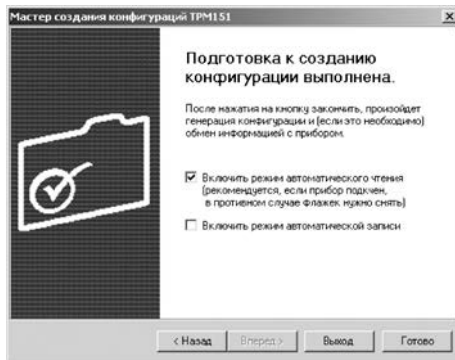 Мастер создания конфигураций ТРМ151
Подготовка к созданию
конфигурации выполнена.
После нажатия на кнопку закончить, произойдет
генерация конфигурации и (если это необходимо)
обмен информацией с прибором.
Включить режим автоматического чтения
(рекомендуется, если прибор подкчен,
в противном случае флажек нужно снять)
Включить режим автоматической записи
< Назад
Вперед >
Выход
Готово